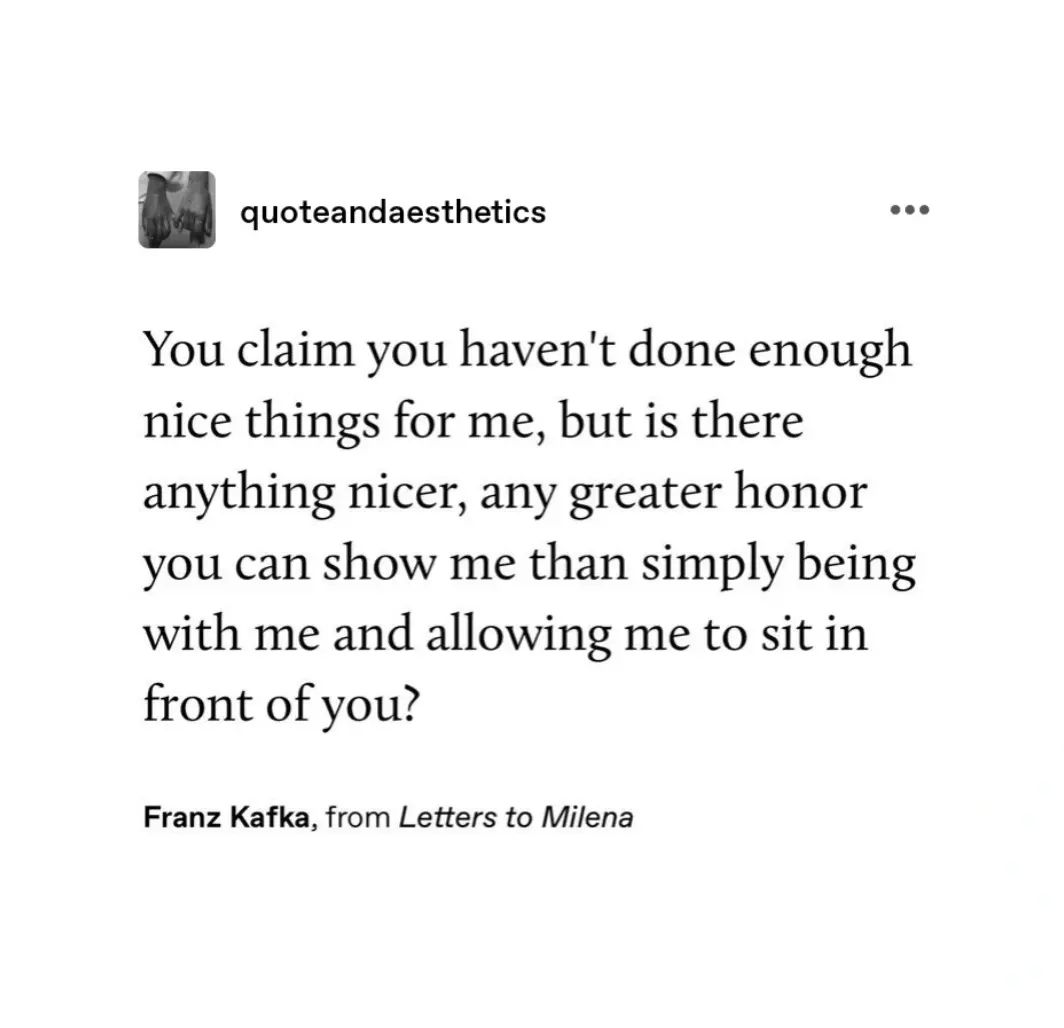 quoteandaesthetics
You claim you haven't done enough
nice things for me, but is there
anything nicer, any greater honor
you can show me than simply being
with me and allowing me to sit in
front of you?
Franz Kafka, from Letters to Milena